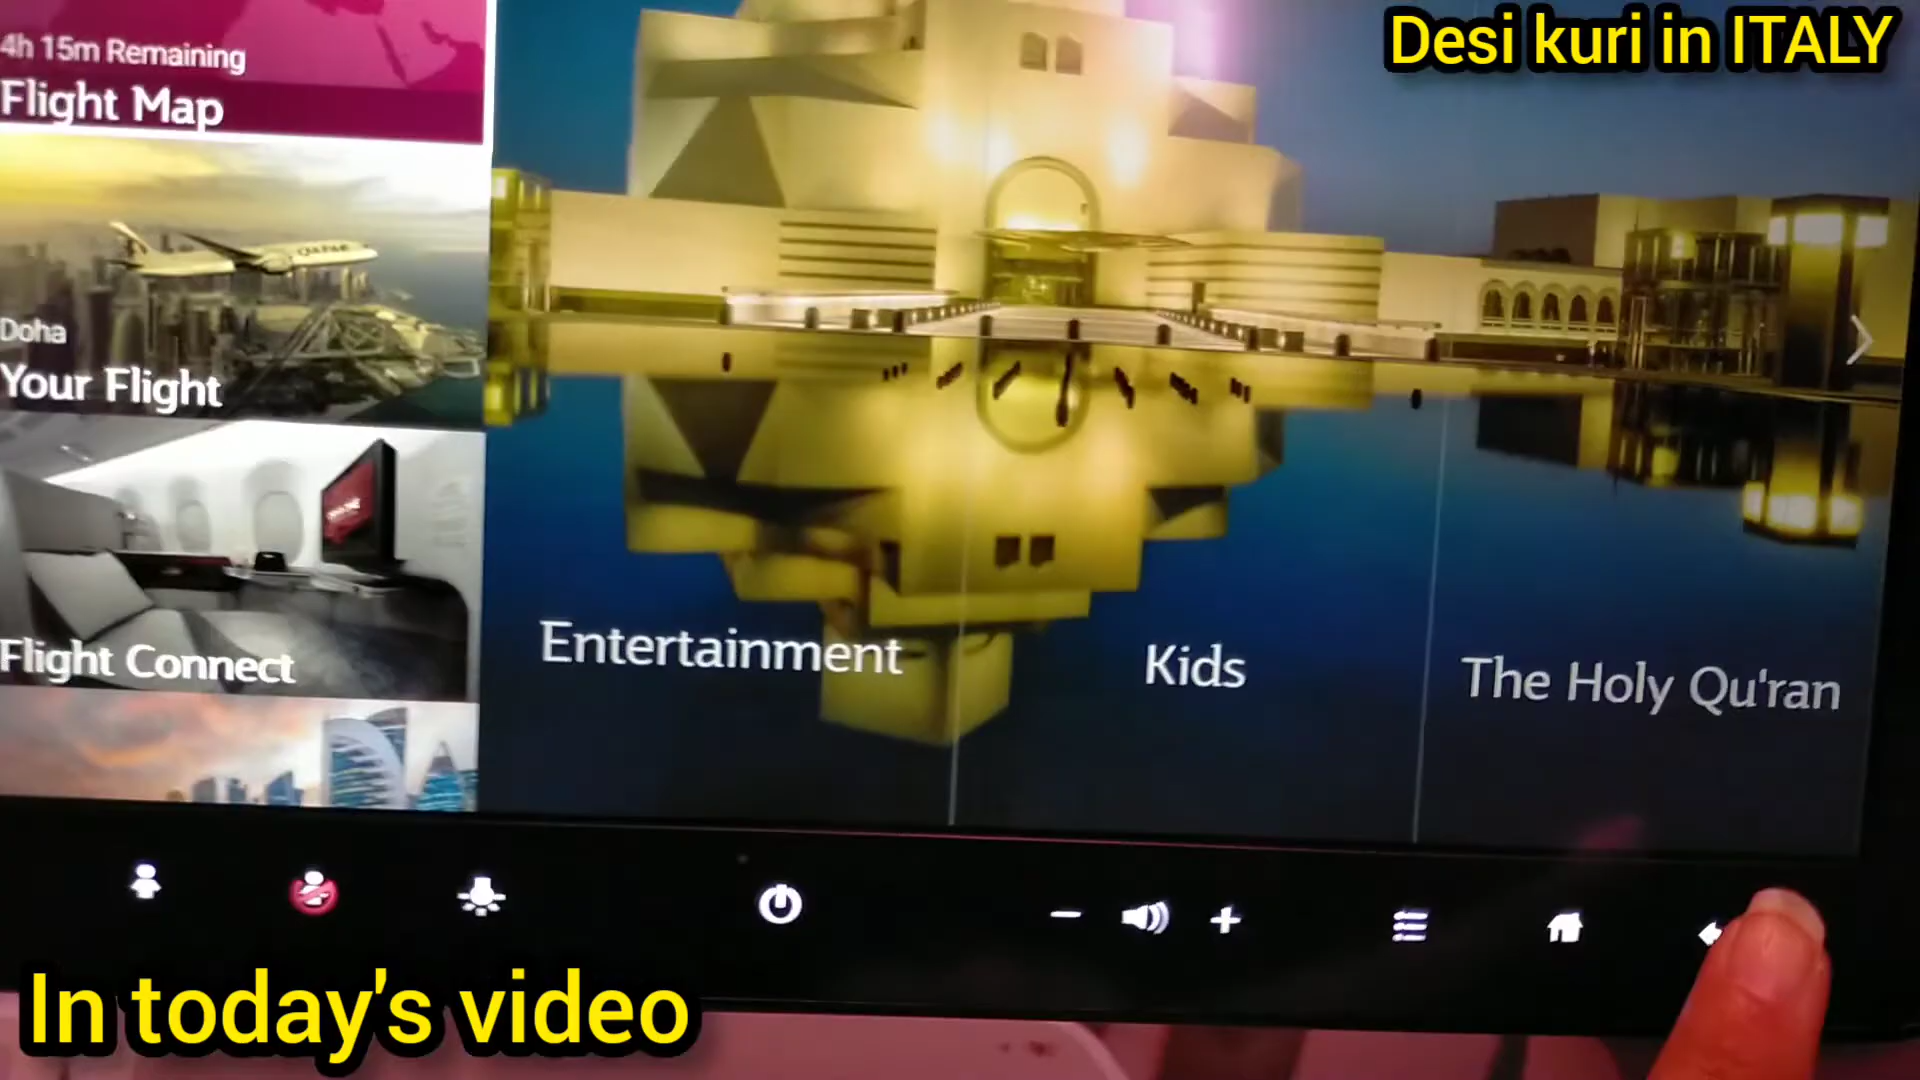 Desi kuri in ITALY
4h 15m Remaining
Flight Map
Doha
Your Flight
Flight Connect
Entertainment
Kids
The Holy Qu'ran
In today's video